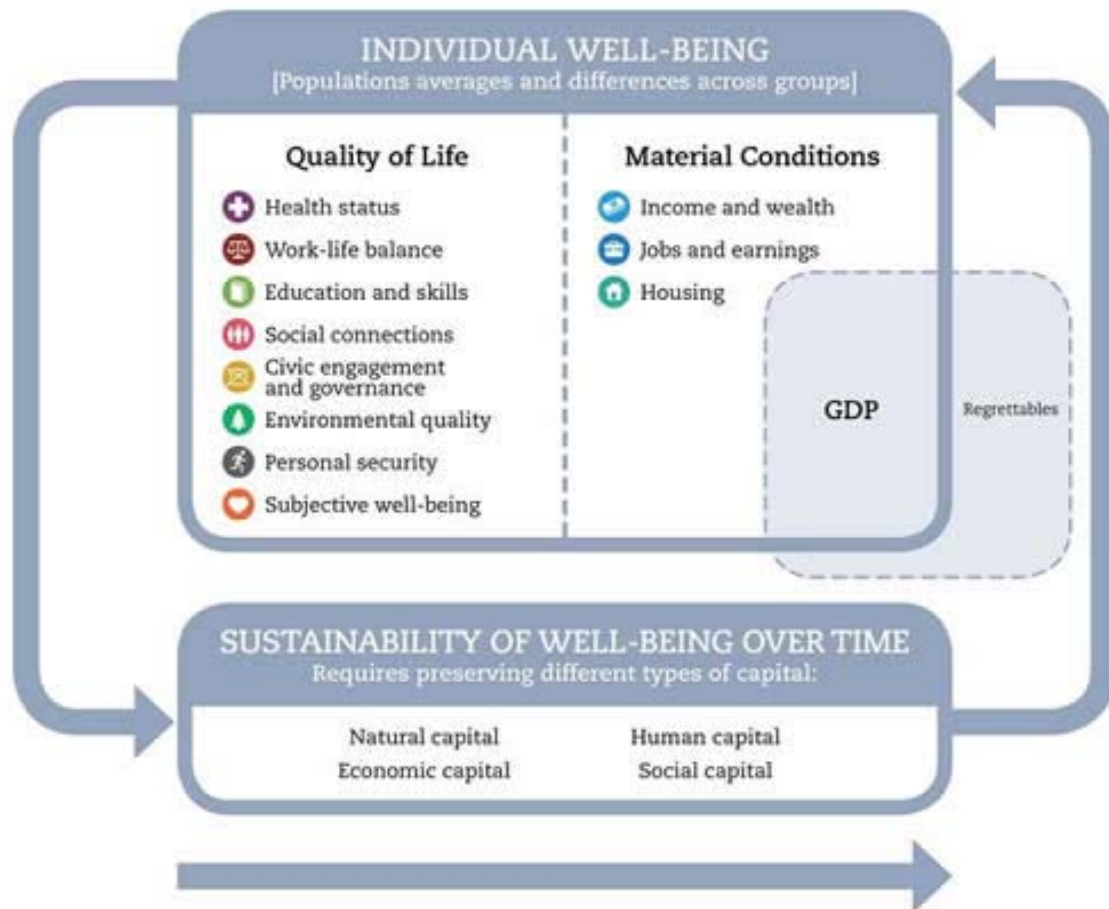 INDIVIDUAL WELL-BEING
[Populations averages and differences across groups]
Quality of Life
Health status
Work-life balance
Education and skills
Social connections
Civic engagement
and governance
Environmental quality
Personal security
Subjective well-being
Material Conditions
Income and wealth
Jobs and earnings
Housing
GDP
Regrettables
SUSTAINABILITY OF WELL-BEING OVER TIME
Requires preserving different types of capital:
Natural capital
Human capital
Economic capital
Social capital